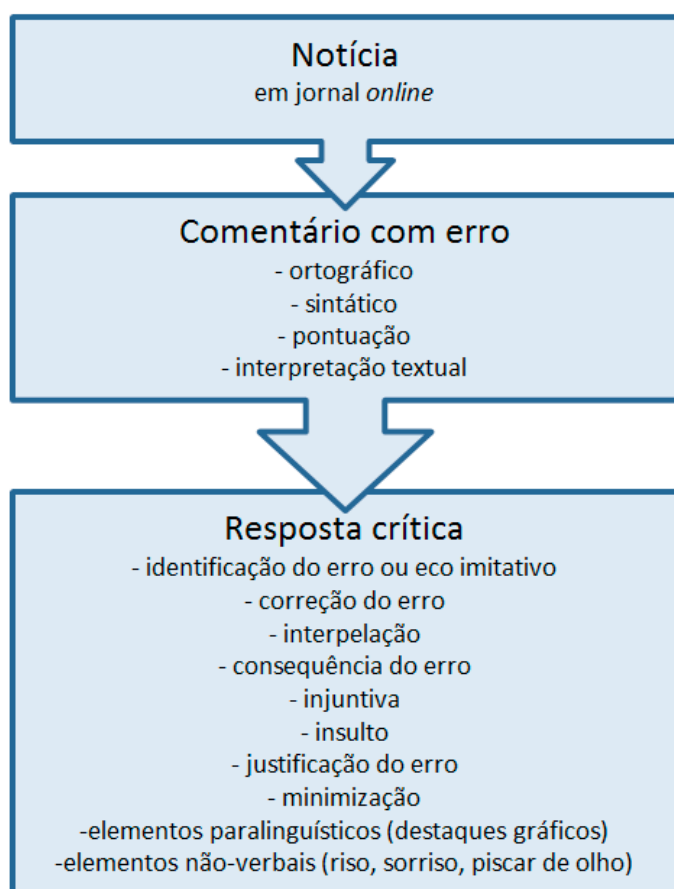 Notícia
em jornal online
Comentário com erro
- ortográfico
- sintático
- pontuação
- interpretação textual
Resposta crítica
- identificação do erro ou eco imitativo
- correção do erro
- interpelação
- consequência do erro
- injuntiva
- insulto
- justificação do erro
- minimização
-elementos paralinguísticos (destaques gráficos)
-elementos não-verbais (riso, sorriso, piscar de olho)